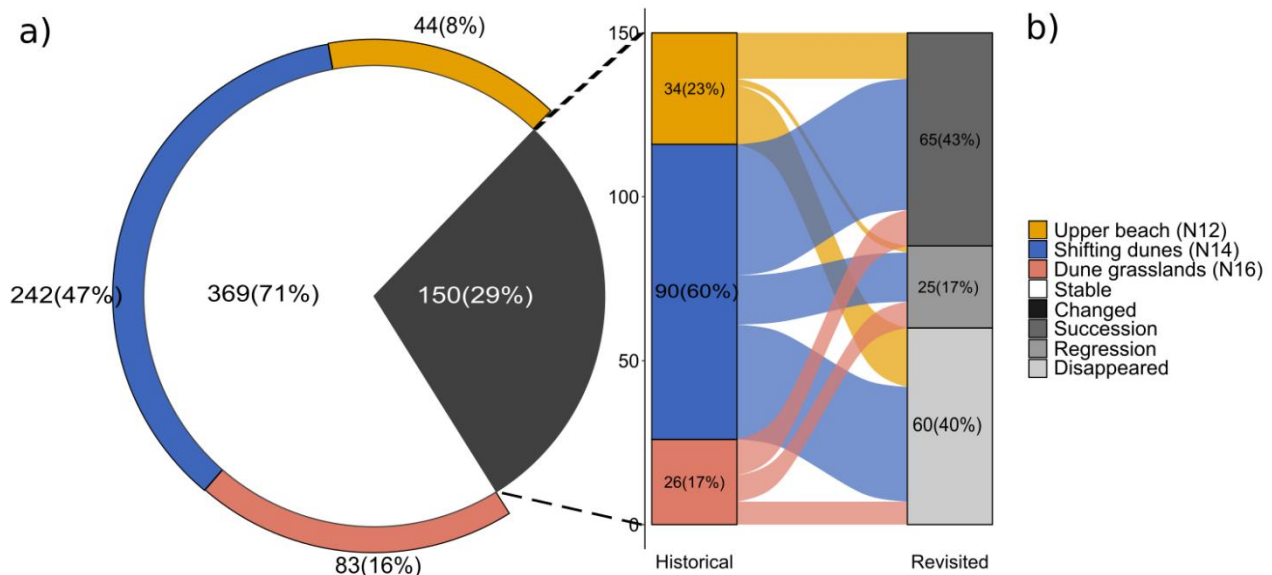 a)
44(8%)
242(47%)
369(71%)
150(29%)
83(16%)
b)
150
100
50
0
34(23%)
90(60%)
26(17%)
65(43%)
25(17%)
60(40%)
Historical
Revisited
Upper beach (N12)
Shifting dunes (N14)
Dune grasslands (N16)
Stable
Changed
Succession
Regression
Disappeared